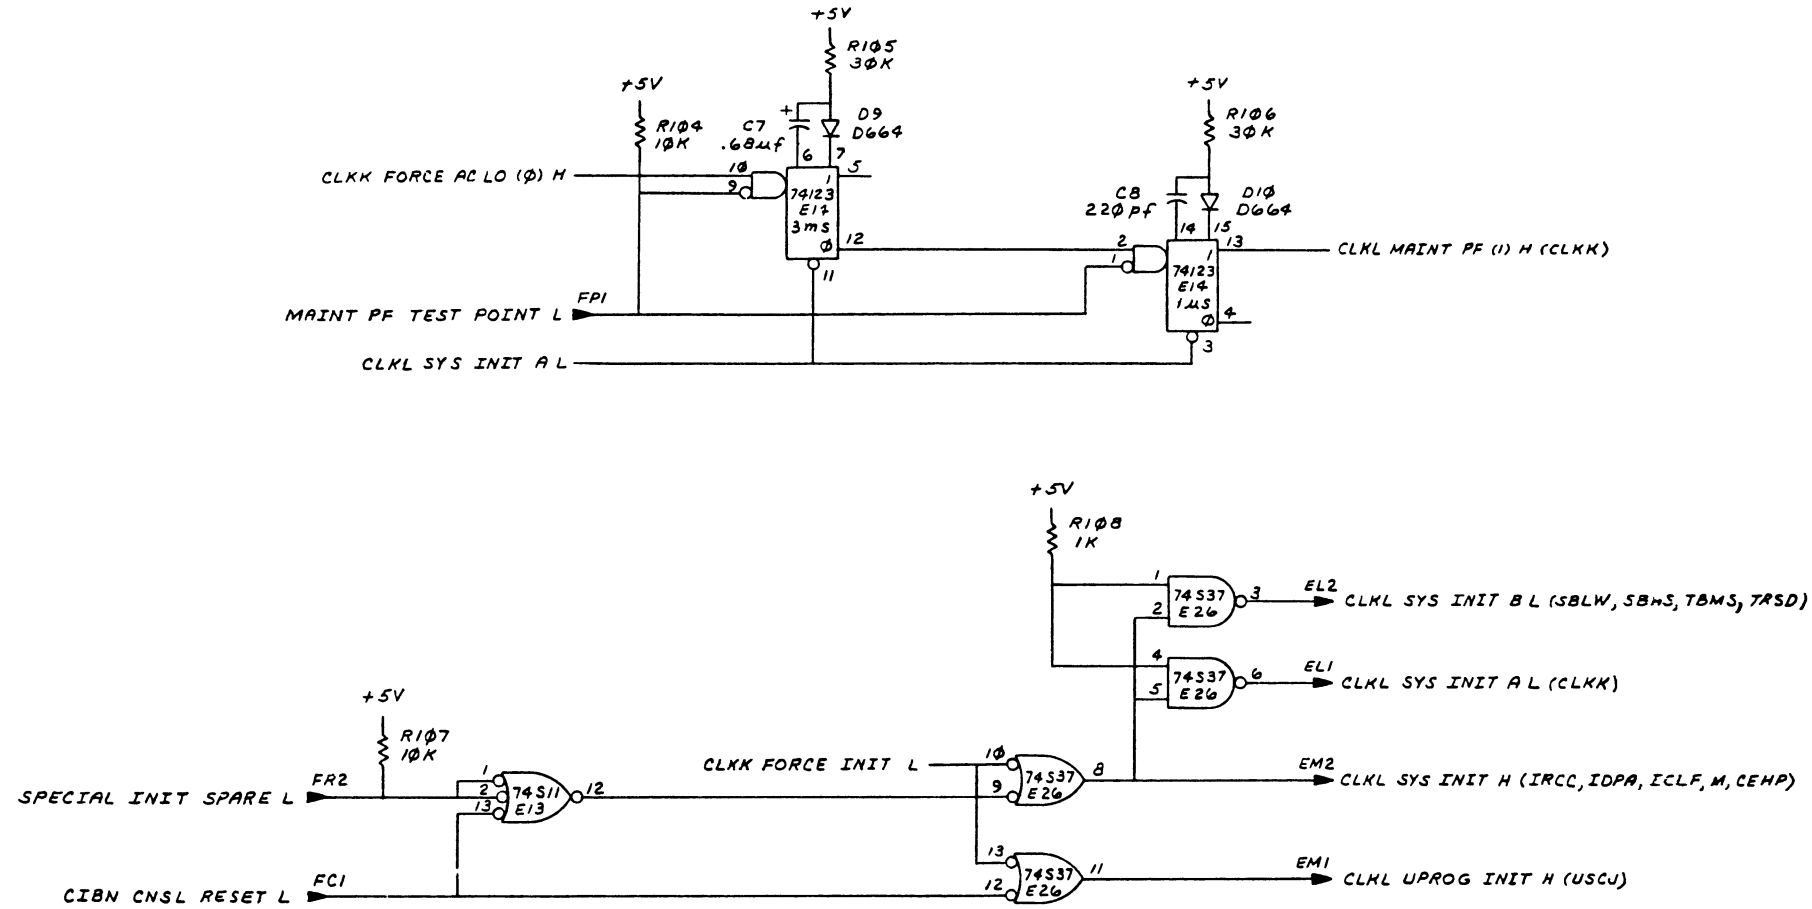 +5V
R1Ø5
3ØK
+5V
R1Ø4
1ØK
C7
.68µf
+
D9
D664
6
7
+5V
R1Ø6
3ØK
CLKK FORCE AC LO (Ø) H
1Ø
9
1
74123
E17
3mS
Ø
5
12
11
C8
22Øpf
D1Ø
D664
14
15
2
1
1
74123
E14
1µS
Ø
13
4
3
CLKL MAINT PF (1) H (CLKK)
MAINT PF TEST POINT L
FP1
CLKL SYS INIT A L
+5V
R1Ø8
1K
1
2
74S37
E26
3
EL2
CLKL SYS INIT B L (SBLW, SBHS, TBMS, TRSD)
4
5
74S37
E26
6
EL1
CLKL SYS INIT A L (CLKK)
+5V
R1Ø7
1ØK
CLKK FORCE INIT L
1Ø
9
74S37
E26
8
EM2
CLKL SYS INIT H (IRCC, IDPA, ICLF, M, CEHP)
SPECIAL INIT SPARE L
FR2
1
2
13
74S11
E13
12
13
12
74S37
E26
11
EM1
CLKL UPROG INIT H (USCJ)
CIBN CNSL RESET L
FC1